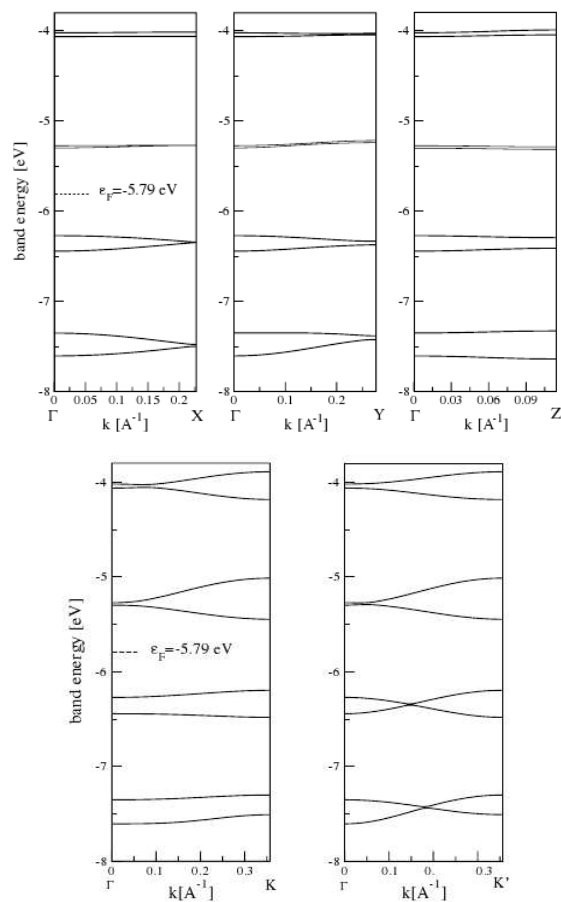 -4
-5
-6
-7
-8
band energy [eV]
ε_F=-5.79 eV
0 0.05 0.1 0.15 0.2
Γ k [A⁻¹] X
-4
-5
-6
-7
-8
0 0.1 0.2
Γ k [A⁻¹] Y
-4
-5
-6
-7
-8
0 0.03 0.06 0.09
Γ k [A⁻¹] Z
-4
-5
-6
-7
-8
band energy [eV]
ε_F=-5.79 eV
0 0.1 0.2 0.3
Γ k[A⁻¹] K
-4
-5
-6
-7
-8
0 0.1 0.2 0.3
Γ k[A⁻¹] K'